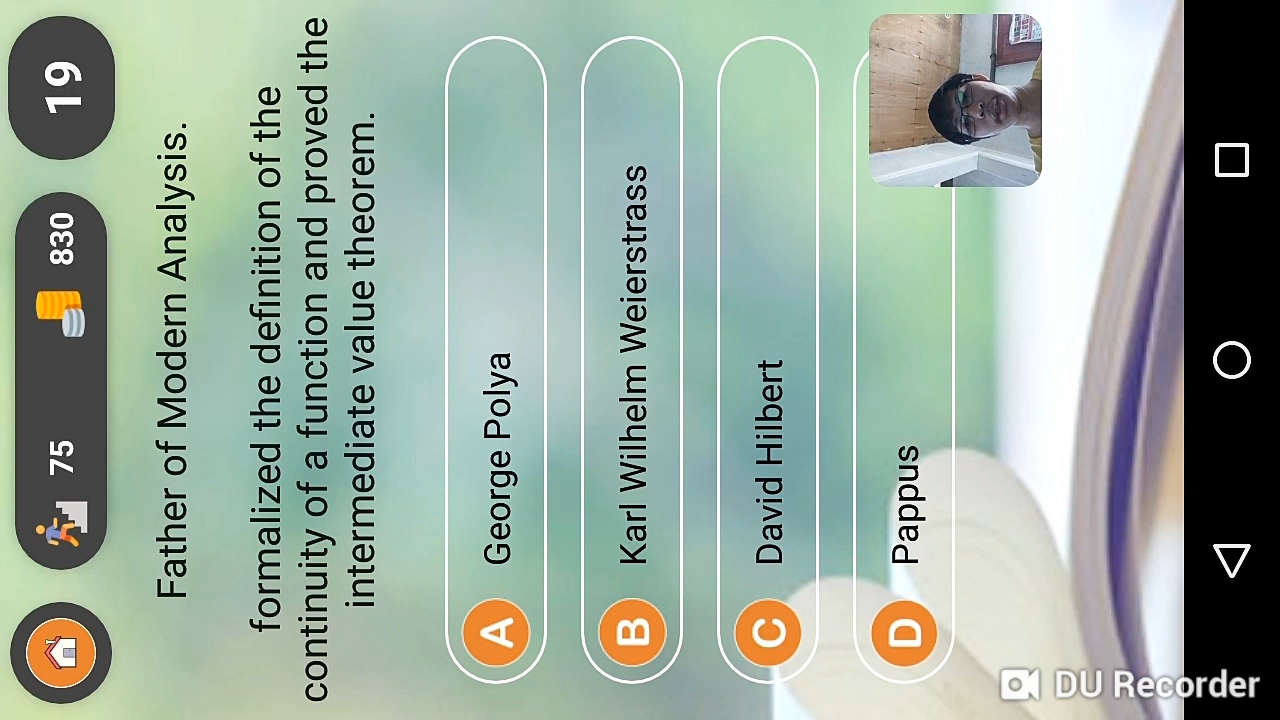 75 830 19
Father of Modern Analysis.
formalized the definition of the
continuity of a function and proved the
intermediate value theorem.
A George Polya
B Karl Wilhelm Weierstrass
C David Hilbert
D Pappus
DU Recorder